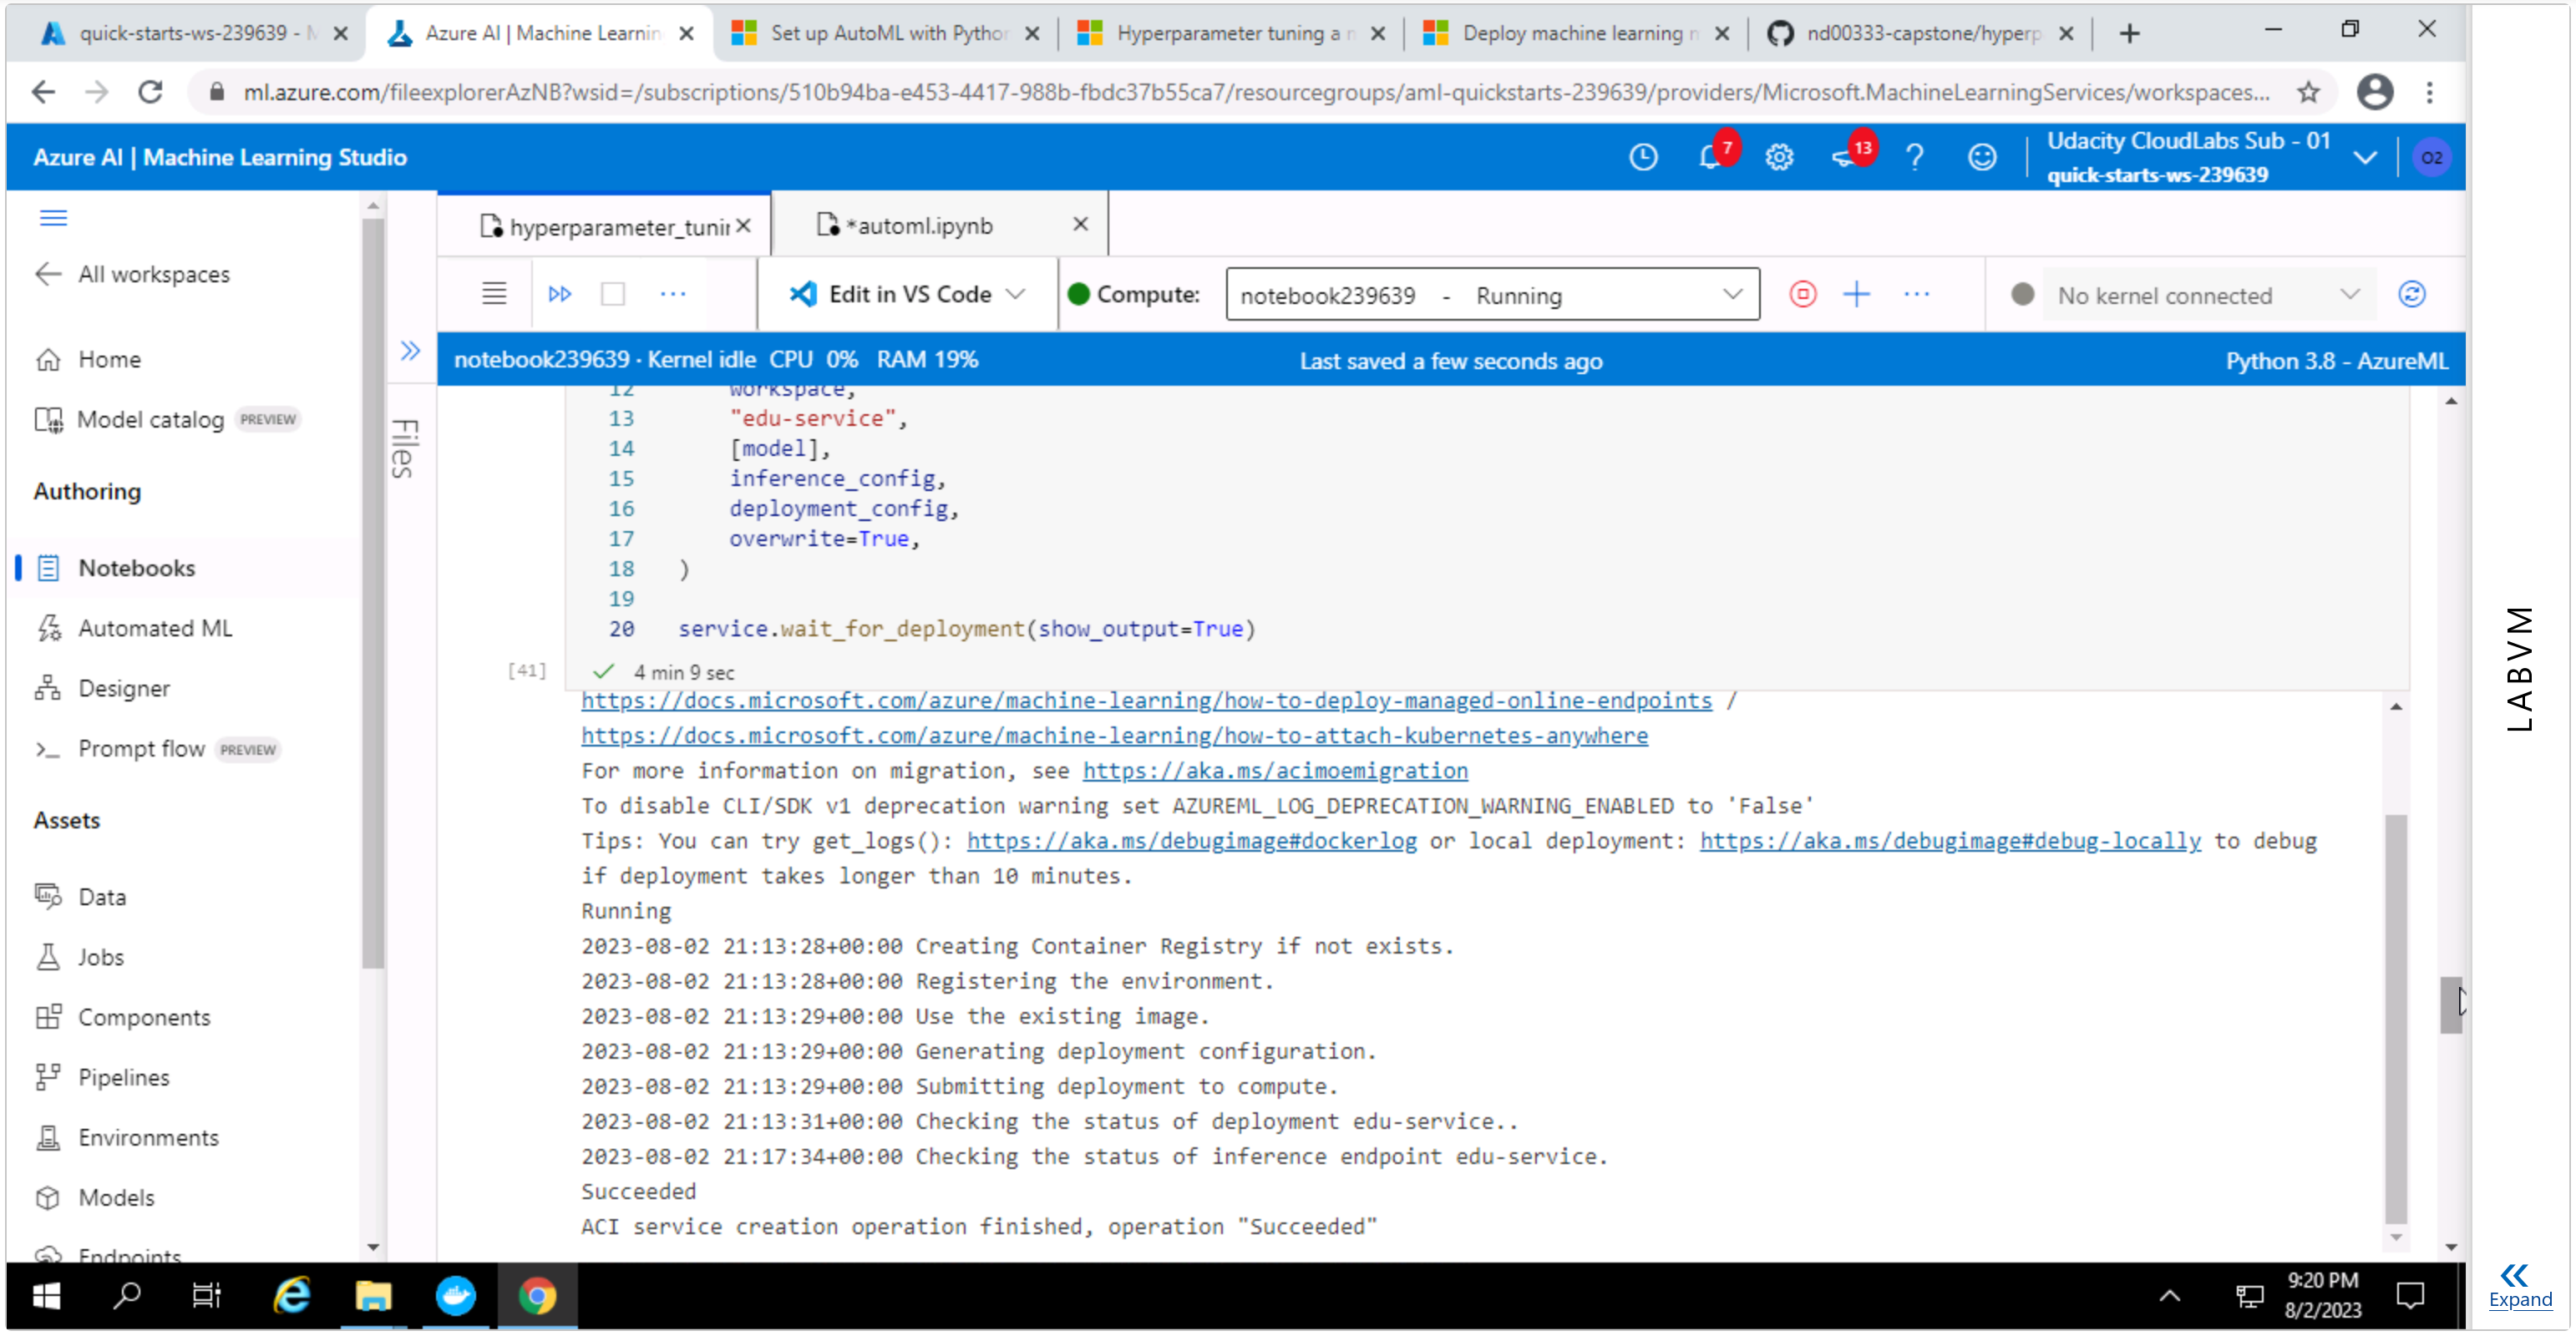 quick-starts-ws-239639 - M
Azure AI | Machine Learnin
Set up AutoML with Python
Hyperparameter tuning a m
Deploy machine learning m
nd00333-capstone/hyperp
ml.azure.com/fileexplorerAzNB?wsid=/subscriptions/510b94ba-e453-4417-988b-fbdc37b55ca7/resourcegroups/aml-quickstarts-239639/providers/Microsoft.MachineLearningServices/workspaces...
Azure AI | Machine Learning Studio
7
13
Udacity CloudLabs Sub - 01
quick-starts-ws-239639
O2
All workspaces
Home
Model catalog PREVIEW
Authoring
Notebooks
Automated ML
Designer
Prompt flow PREVIEW
Assets
Data
Jobs
Components
Pipelines
Environments
Models
Endpoints
Files
hyperparameter_tunir
*automl.ipynb
Edit in VS Code
Compute:
notebook239639 - Running
No kernel connected
notebook239639 · Kernel idle CPU 0% RAM 19%
Last saved a few seconds ago
Python 3.8 - AzureML
12 workspace,
13 "edu-service",
14 [model],
15 inference_config,
16 deployment_config,
17 overwrite=True,
18 )
19
20 service.wait_for_deployment(show_output=True)
[41]
4 min 9 sec
https://docs.microsoft.com/azure/machine-learning/how-to-deploy-managed-online-endpoints /
https://docs.microsoft.com/azure/machine-learning/how-to-attach-kubernetes-anywhere
For more information on migration, see https://aka.ms/acimoemigration
To disable CLI/SDK v1 deprecation warning set AZUREML_LOG_DEPRECATION_WARNING_ENABLED to 'False'
Tips: You can try get_logs(): https://aka.ms/debugimage#dockerlog or local deployment: https://aka.ms/debugimage#debug-locally to debug
if deployment takes longer than 10 minutes.
Running
2023-08-02 21:13:28+00:00 Creating Container Registry if not exists.
2023-08-02 21:13:28+00:00 Registering the environment.
2023-08-02 21:13:29+00:00 Use the existing image.
2023-08-02 21:13:29+00:00 Generating deployment configuration.
2023-08-02 21:13:29+00:00 Submitting deployment to compute.
2023-08-02 21:13:31+00:00 Checking the status of deployment edu-service..
2023-08-02 21:17:34+00:00 Checking the status of inference endpoint edu-service.
Succeeded
ACI service creation operation finished, operation "Succeeded"
9:20 PM
8/2/2023
LABVM
Expand